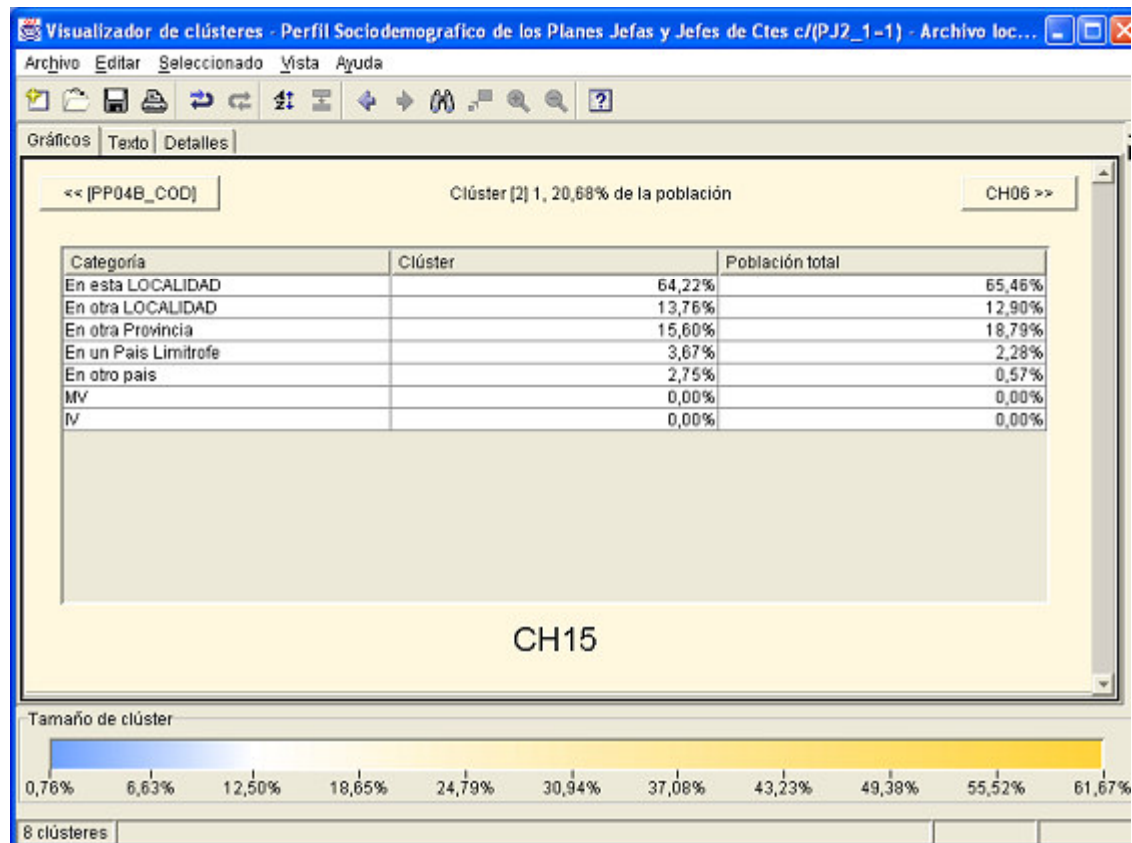 Visualizador de clústeres - Perfil Sociodemografico de los Planes Jefas y Jefes de Ctes c/(PJ2_1=1) - Archivo loc...
Archivo Editar Seleccionado Vista Ayuda
Gráficos Texto Detalles
<< [PP04B_COD] Clúster [2] 1, 20,68% de la población CH06 >>
Categoría Clúster Población total
En esta LOCALIDAD 64,22% 65,46%
En otra LOCALIDAD 13,76% 12,90%
En otra Provincia 15,60% 18,79%
En un Pais Limitrofe 3,67% 2,28%
En otro pais 2,75% 0,57%
MV 0,00% 0,00%
IV 0,00% 0,00%
CH15
Tamaño de clúster
0,76% 6,63% 12,50% 18,65% 24,79% 30,94% 37,08% 43,23% 49,38% 55,52% 61,67%
8 clústeres